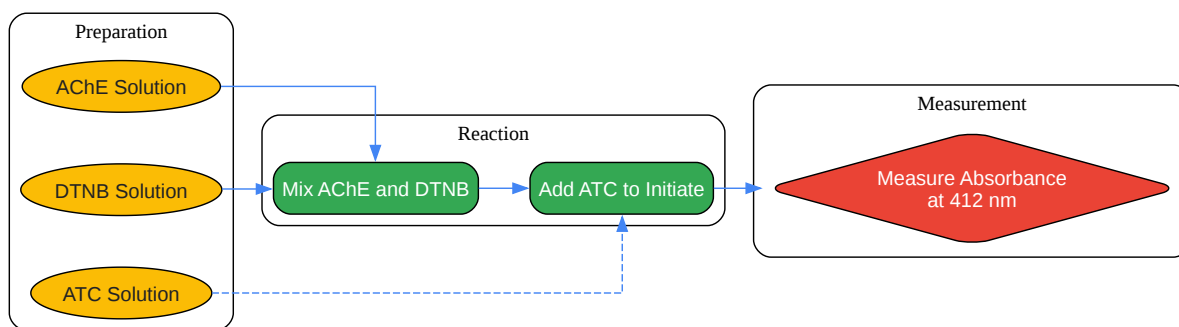 Preparation
AChE Solution
DTNB Solution
ATC Solution
Reaction
Mix AChE and DTNB
Add ATC to Initiate
Measurement
Measure Absorbance
at 412 nm